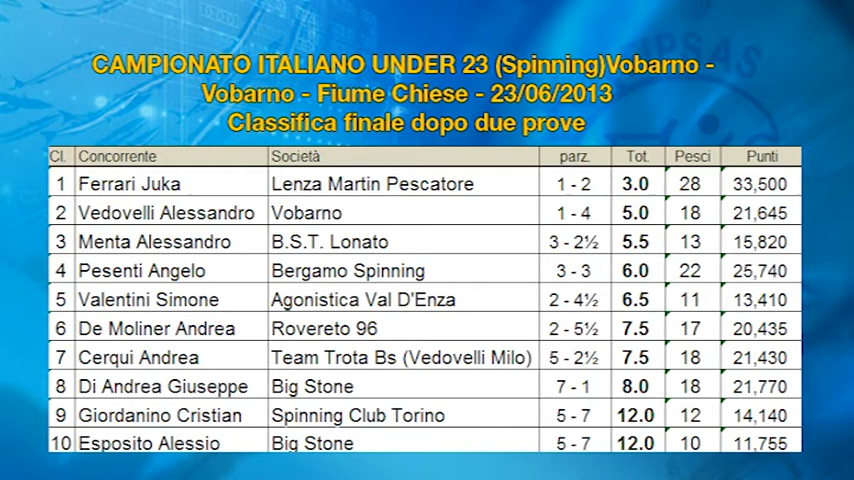 CAMPIONATO ITALIANO UNDER 23 (Spinning)Vobarno -
Vobarno - Fiume Chiese - 23/06/2013
Classifica finale dopo due prove
Cl. Concorrente Società parz. Tot. Pesci Punti
1 Ferrari Juka Lenza Martin Pescatore 1 - 2 3.0 28 33,500
2 Vedovelli Alessandro Vobarno 1 - 4 5.0 18 21,645
3 Menta Alessandro B.S.T. Lonato 3 - 2½ 5.5 13 15,820
4 Pesenti Angelo Bergamo Spinning 3 - 3 6.0 22 25,740
5 Valentini Simone Agonistica Val D'Enza 2 - 4½ 6.5 11 13,410
6 De Moliner Andrea Rovereto 96 2 - 5½ 7.5 17 20,435
7 Cerqui Andrea Team Trota Bs (Vedovelli Milo) 5 - 2½ 7.5 18 21,430
8 Di Andrea Giuseppe Big Stone 7 - 1 8.0 18 21,770
9 Giordanino Cristian Spinning Club Torino 5 - 7 12.0 12 14,140
10 Esposito Alessio Big Stone 5 - 7 12.0 10 11,755